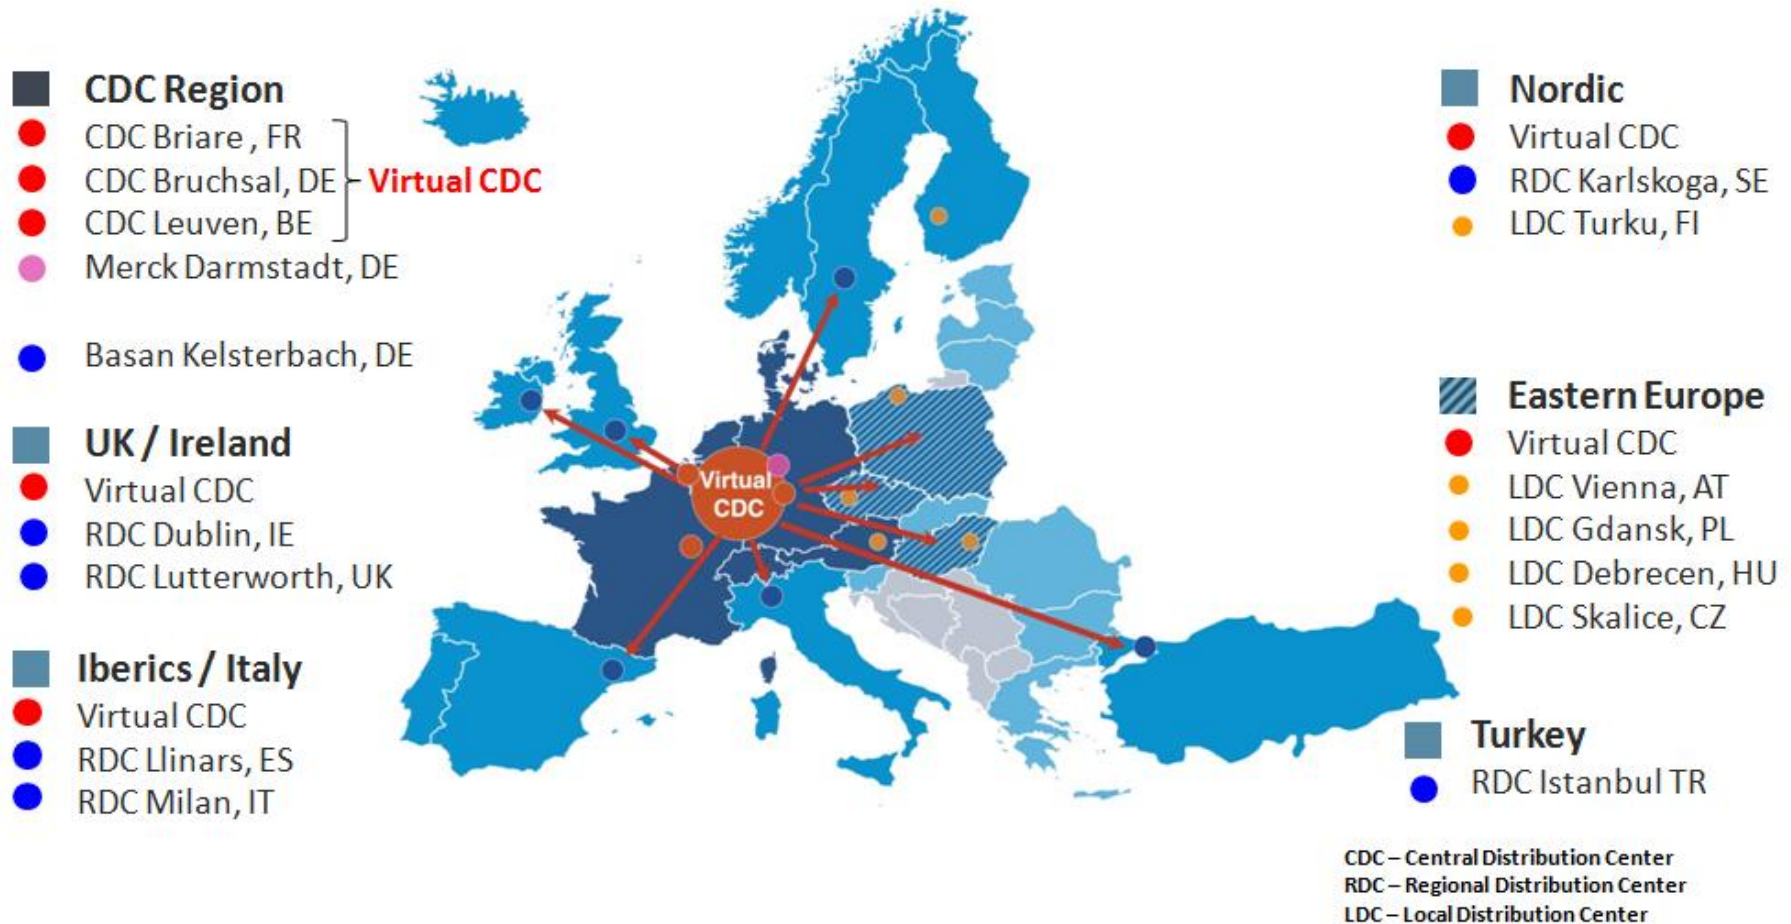 CDC Region
CDC Briare , FR
CDC Bruchsal, DE
CDC Leuven, BE
Virtual CDC
Merck Darmstadt, DE
Basan Kelsterbach, DE
UK / Ireland
Virtual CDC
RDC Dublin, IE
RDC Lutterworth, UK
Iberics / Italy
Virtual CDC
RDC Llinars, ES
RDC Milan, IT
Virtual
CDC
Nordic
Virtual CDC
RDC Karlskoga, SE
LDC Turku, FI
Eastern Europe
Virtual CDC
LDC Vienna, AT
LDC Gdansk, PL
LDC Debrecen, HU
LDC Skalice, CZ
Turkey
RDC Istanbul TR
CDC – Central Distribution Center
RDC – Regional Distribution Center
LDC – Local Distribution Center